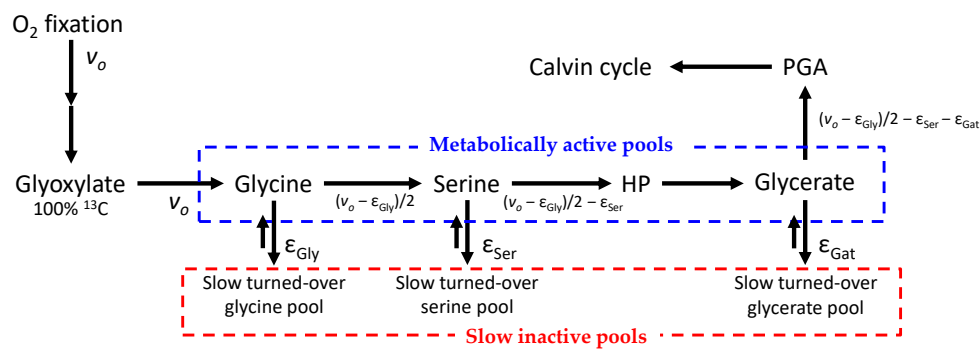 O₂ fixation
vₒ
Calvin cycle
PGA
(vₒ – εGly)/2 – εSer – εGat
Metabolically active pools
Glyoxylate
100% ¹³C
vₒ
Glycine
(vₒ – εGly)/2
Serine
(vₒ – εGly)/2 – εSer
HP
Glycerate
εGly
εSer
εGat
Slow turned-over
glycine pool
Slow turned-over
serine pool
Slow turned-over
glycerate pool
Slow inactive pools